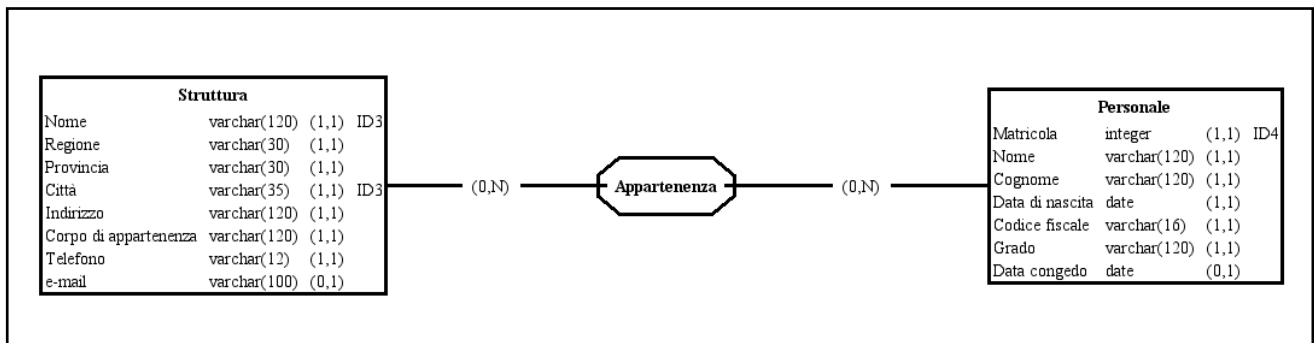 Struttura
Nome varchar(120) (1,1) ID3
Regione varchar(30) (1,1)
Provincia varchar(30) (1,1)
Città varchar(35) (1,1) ID3
Indirizzo varchar(120) (1,1)
Corpo di appartenenza varchar(120) (1,1)
Telefono varchar(12) (1,1)
e-mail varchar(100) (0,1)
(0,N)
Appartenenza
(0,N)
Personale
Matricola integer (1,1) ID4
Nome varchar(120) (1,1)
Cognome varchar(120) (1,1)
Data di nascita date (1,1)
Codice fiscale varchar(16) (1,1)
Grado varchar(120) (1,1)
Data congedo date (0,1)